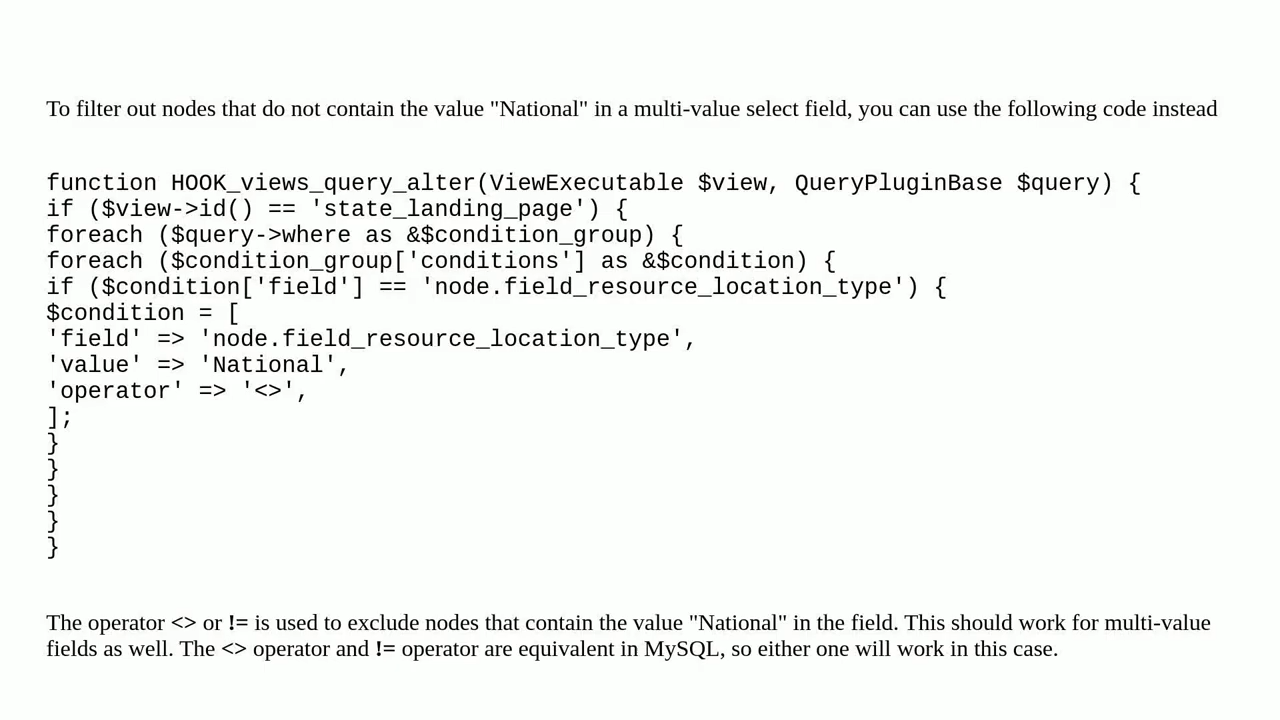 To filter out nodes that do not contain the value "National" in a multi-value select field, you can use the following code instead
function HOOK_views_query_alter(ViewExecutable $view, QueryPluginBase $query) {
if ($view->id() == 'state_landing_page') {
foreach ($query->where as &$condition_group) {
foreach ($condition_group['conditions'] as &$condition) {
if ($condition['field'] == 'node.field_resource_location_type') {
$condition = [
'field' => 'node.field_resource_location_type',
'value' => 'National',
'operator' => '<>',
];
}
}
}
}
}
The operator <> or != is used to exclude nodes that contain the value "National" in the field. This should work for multi-value
fields as well. The <> operator and != operator are equivalent in MySQL, so either one will work in this case.